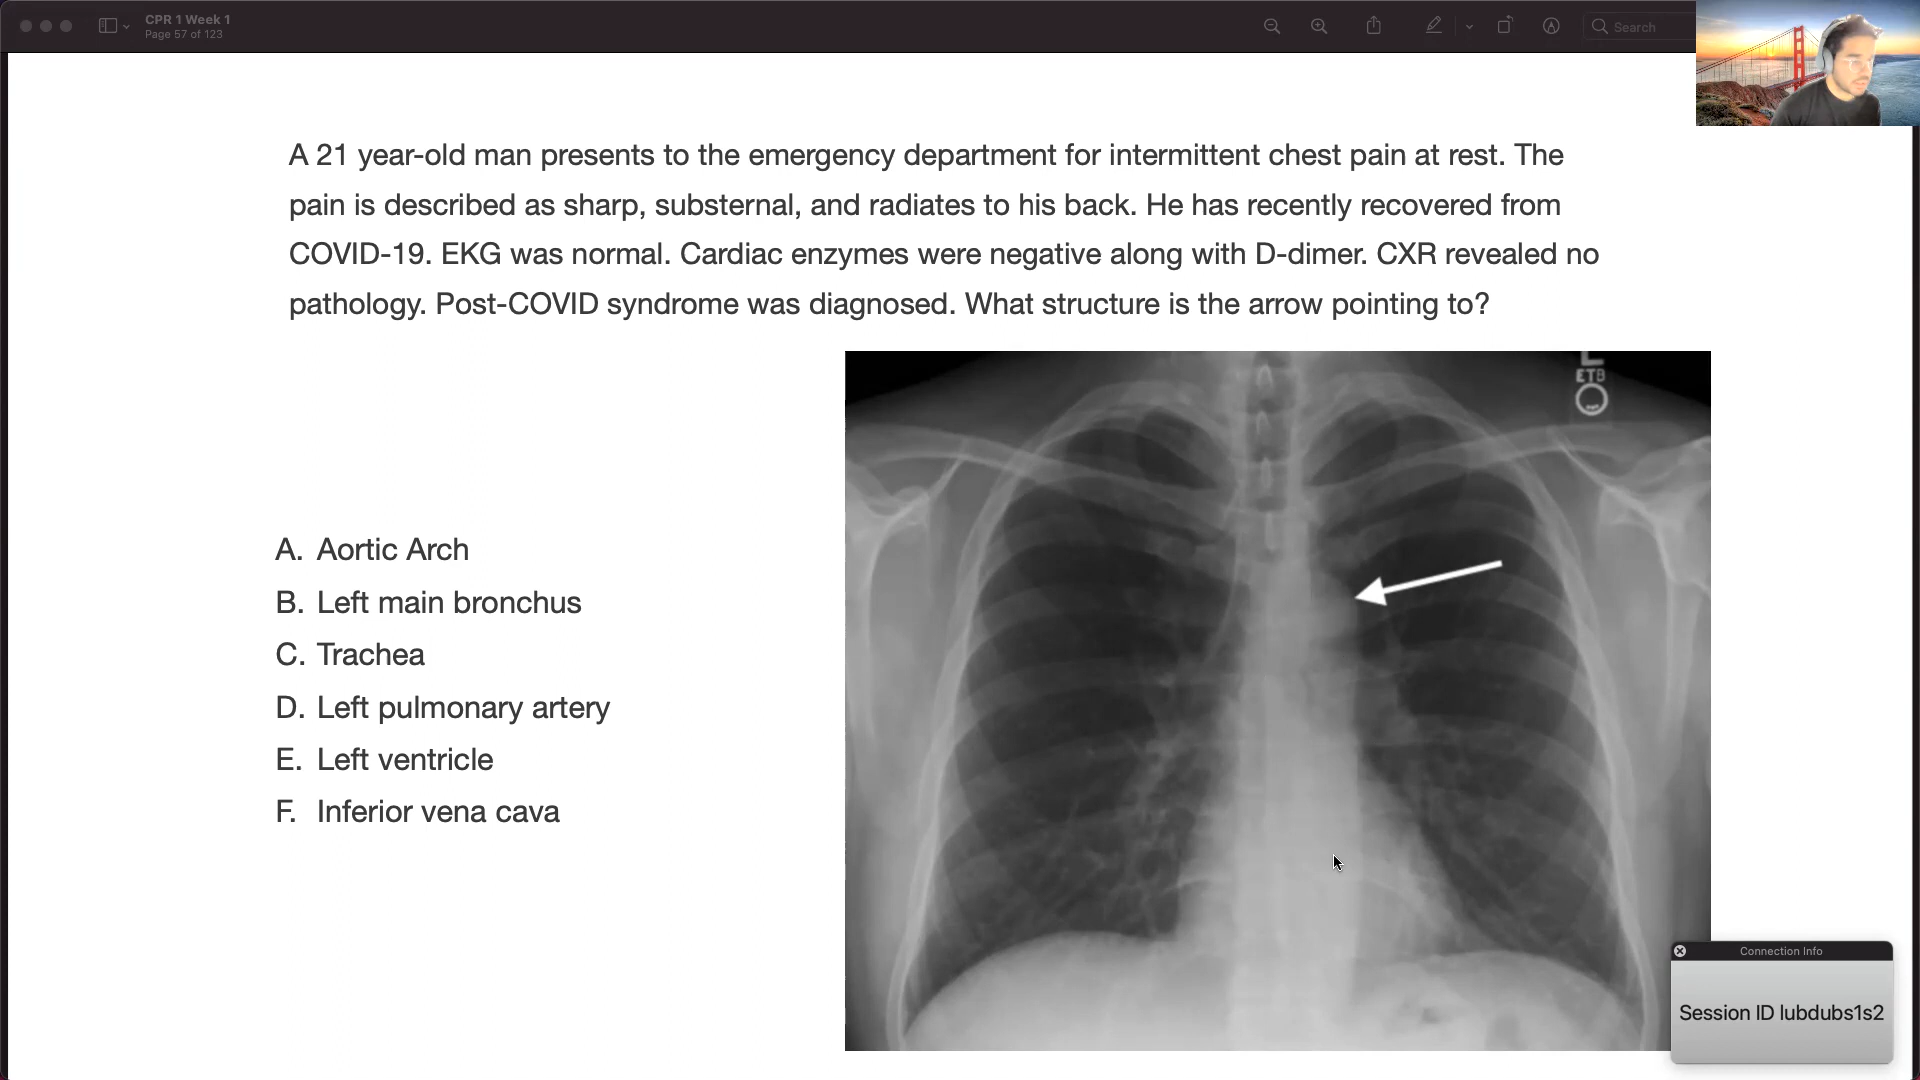 CPR 1 Week 1
Page 57 of 123
Search
A 21 year-old man presents to the emergency department for intermittent chest pain at rest. The
pain is described as sharp, substernal, and radiates to his back. He has recently recovered from
COVID-19. EKG was normal. Cardiac enzymes were negative along with D-dimer. CXR revealed no
pathology. Post-COVID syndrome was diagnosed. What structure is the arrow pointing to?
L
ETB
A. Aortic Arch
B. Left main bronchus
C. Trachea
D. Left pulmonary artery
E. Left ventricle
F. Inferior vena cava
Connection Info
Session ID lubdubs1s2